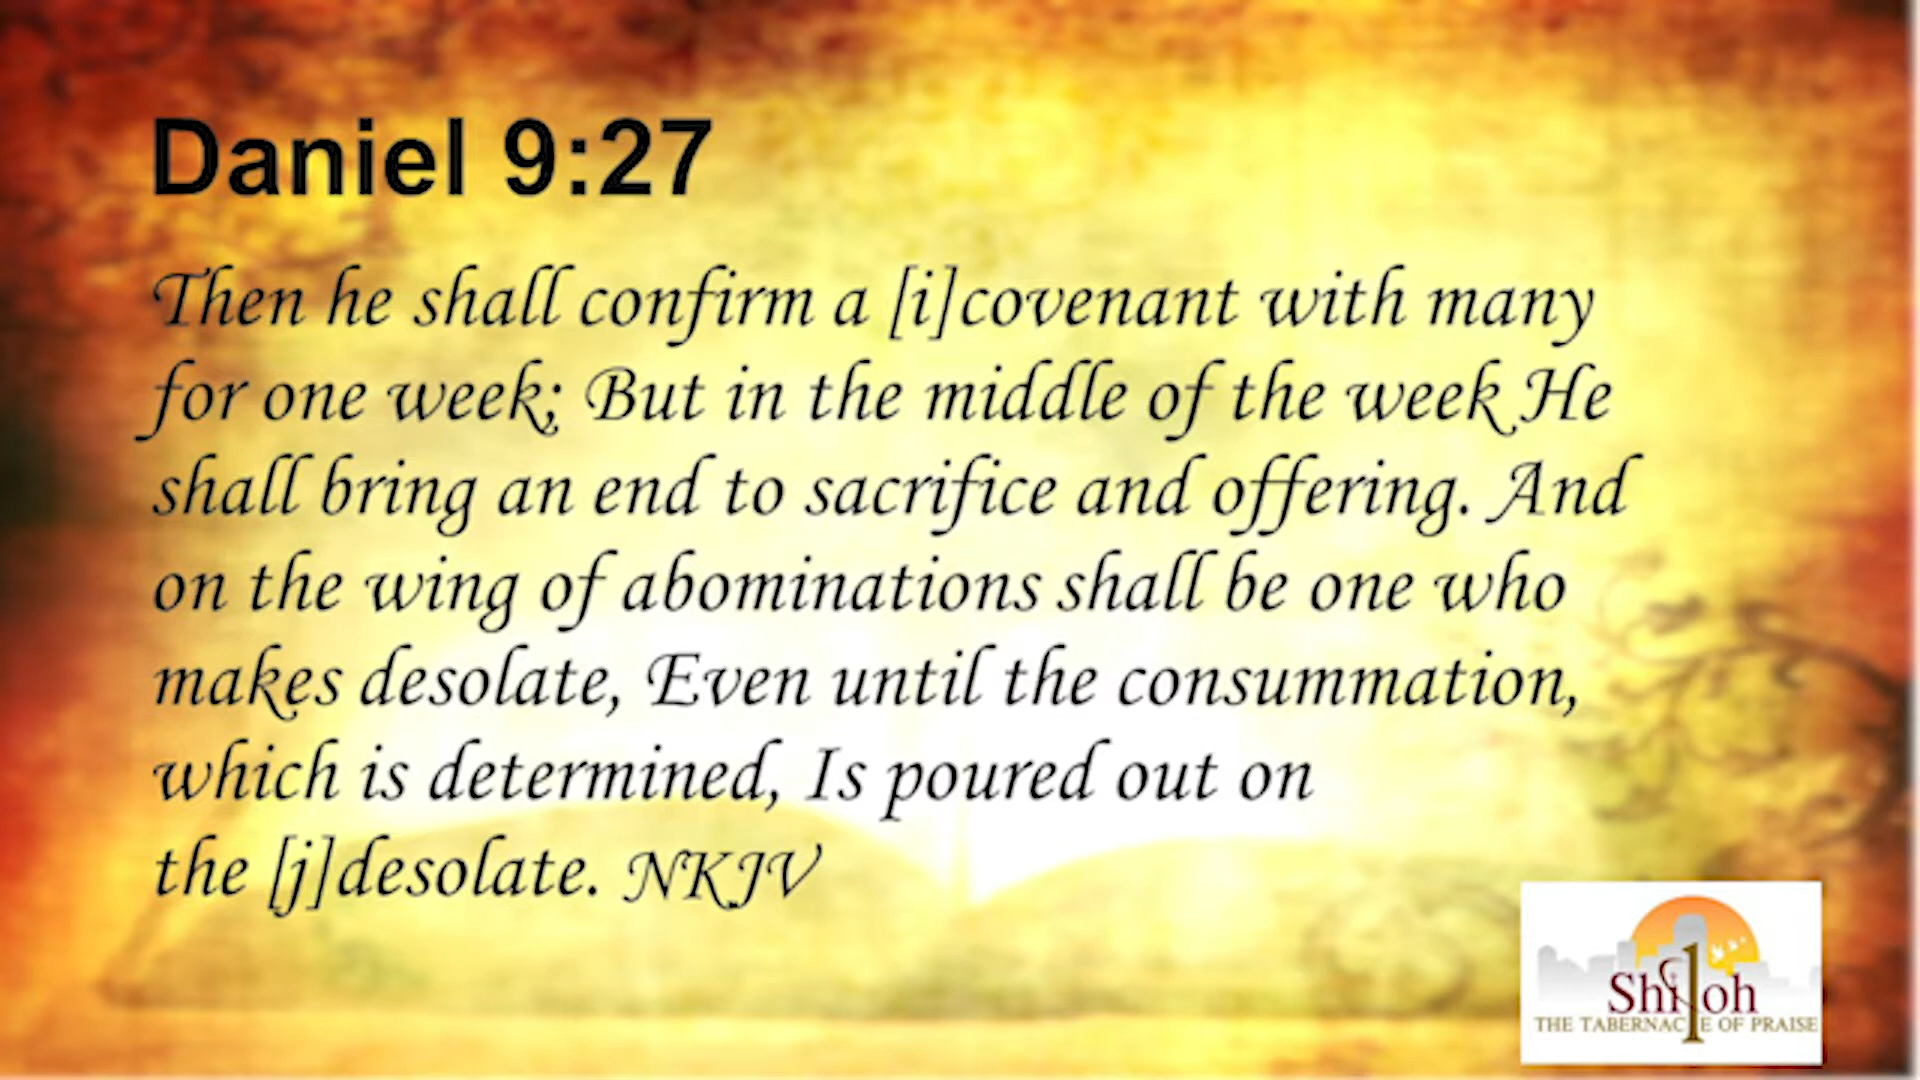 Daniel 9:27
Then he shall confirm a [i]covenant with many
for one week; But in the middle of the week He
shall bring an end to sacrifice and offering. And
on the wing of abominations shall be one who
makes desolate, Even until the consummation,
which is determined, Is poured out on
the [j]desolate. NKJV
Shiloh
THE TABERNACLE OF PRAISE